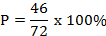 P = 46/72 x 100%